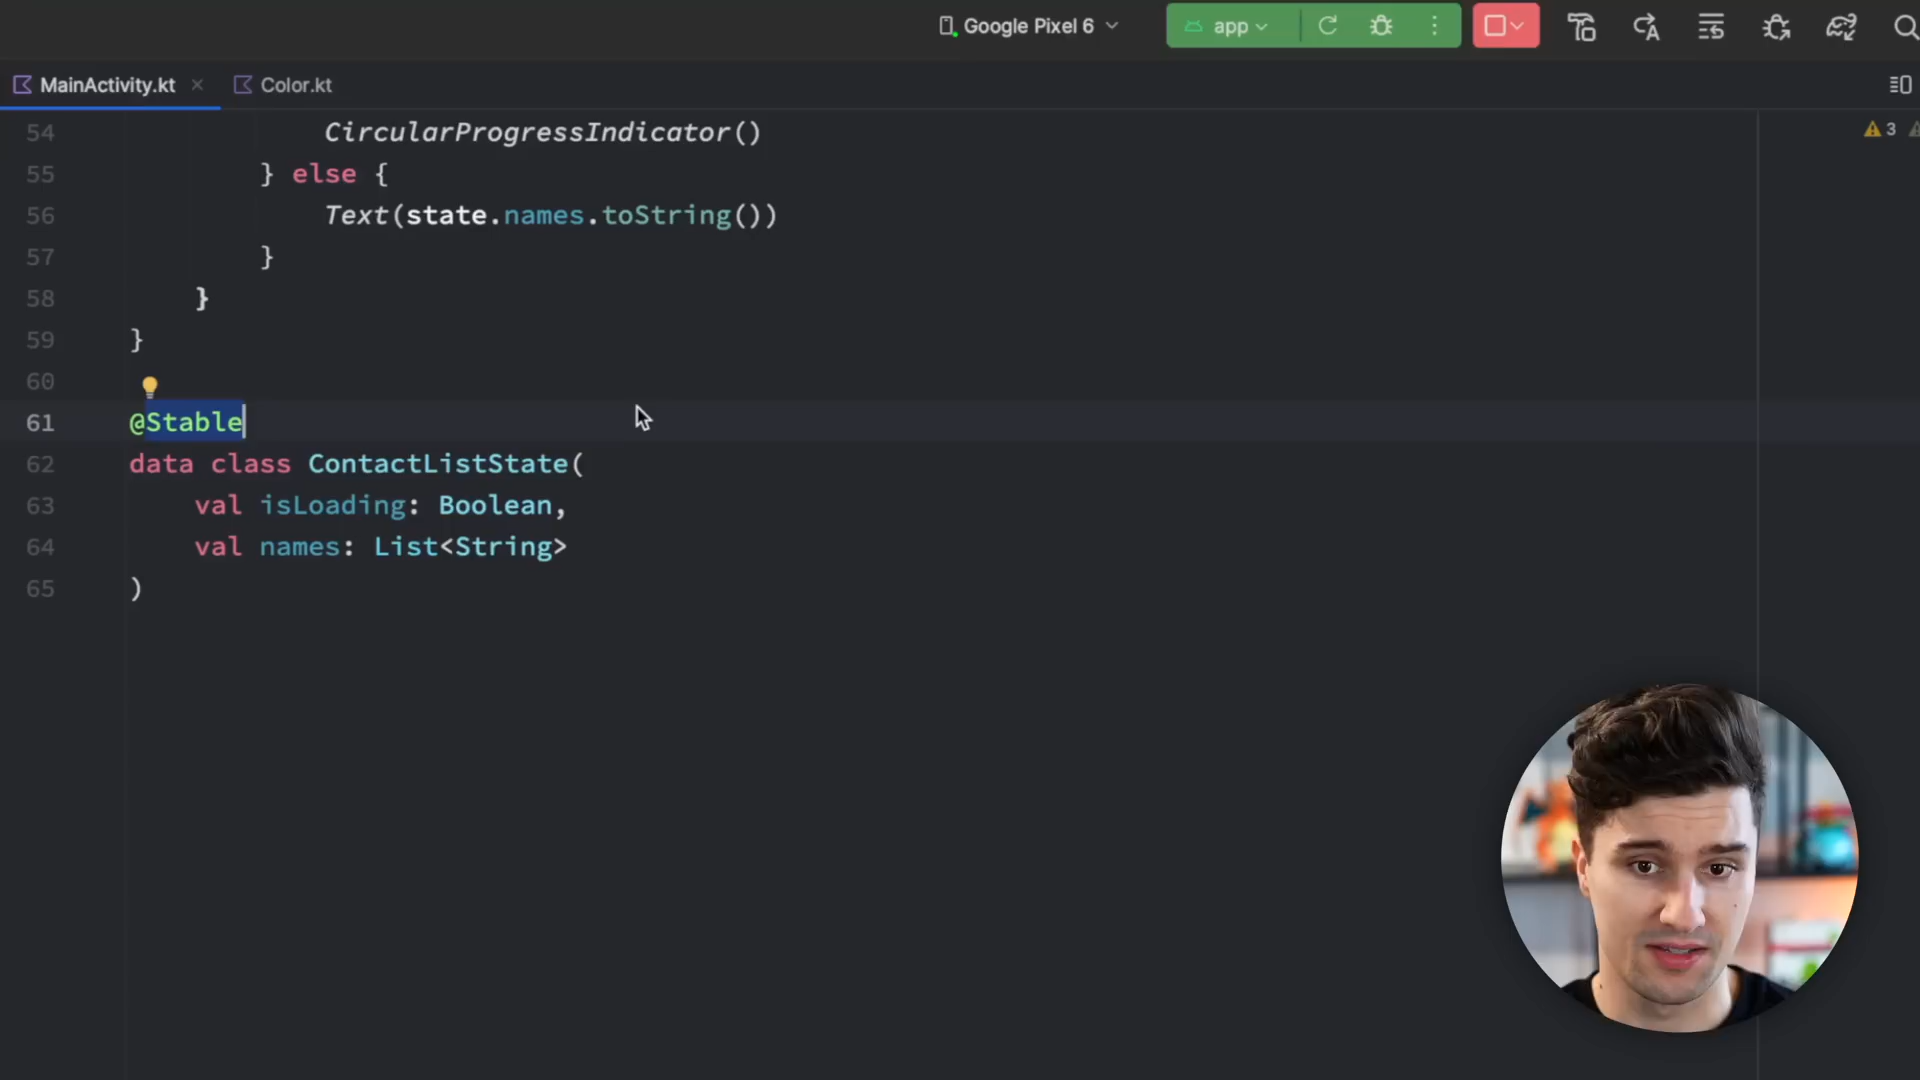 Google Pixel 6
app
MainActivity.kt
Color.kt
3
54 CircularProgressIndicator()
55 } else {
56 Text(state.names.toString())
57 }
58 }
59 }
60
61 @Stable
62 data class ContactListState(
63 val isLoading: Boolean,
64 val names: List<String>
65 )